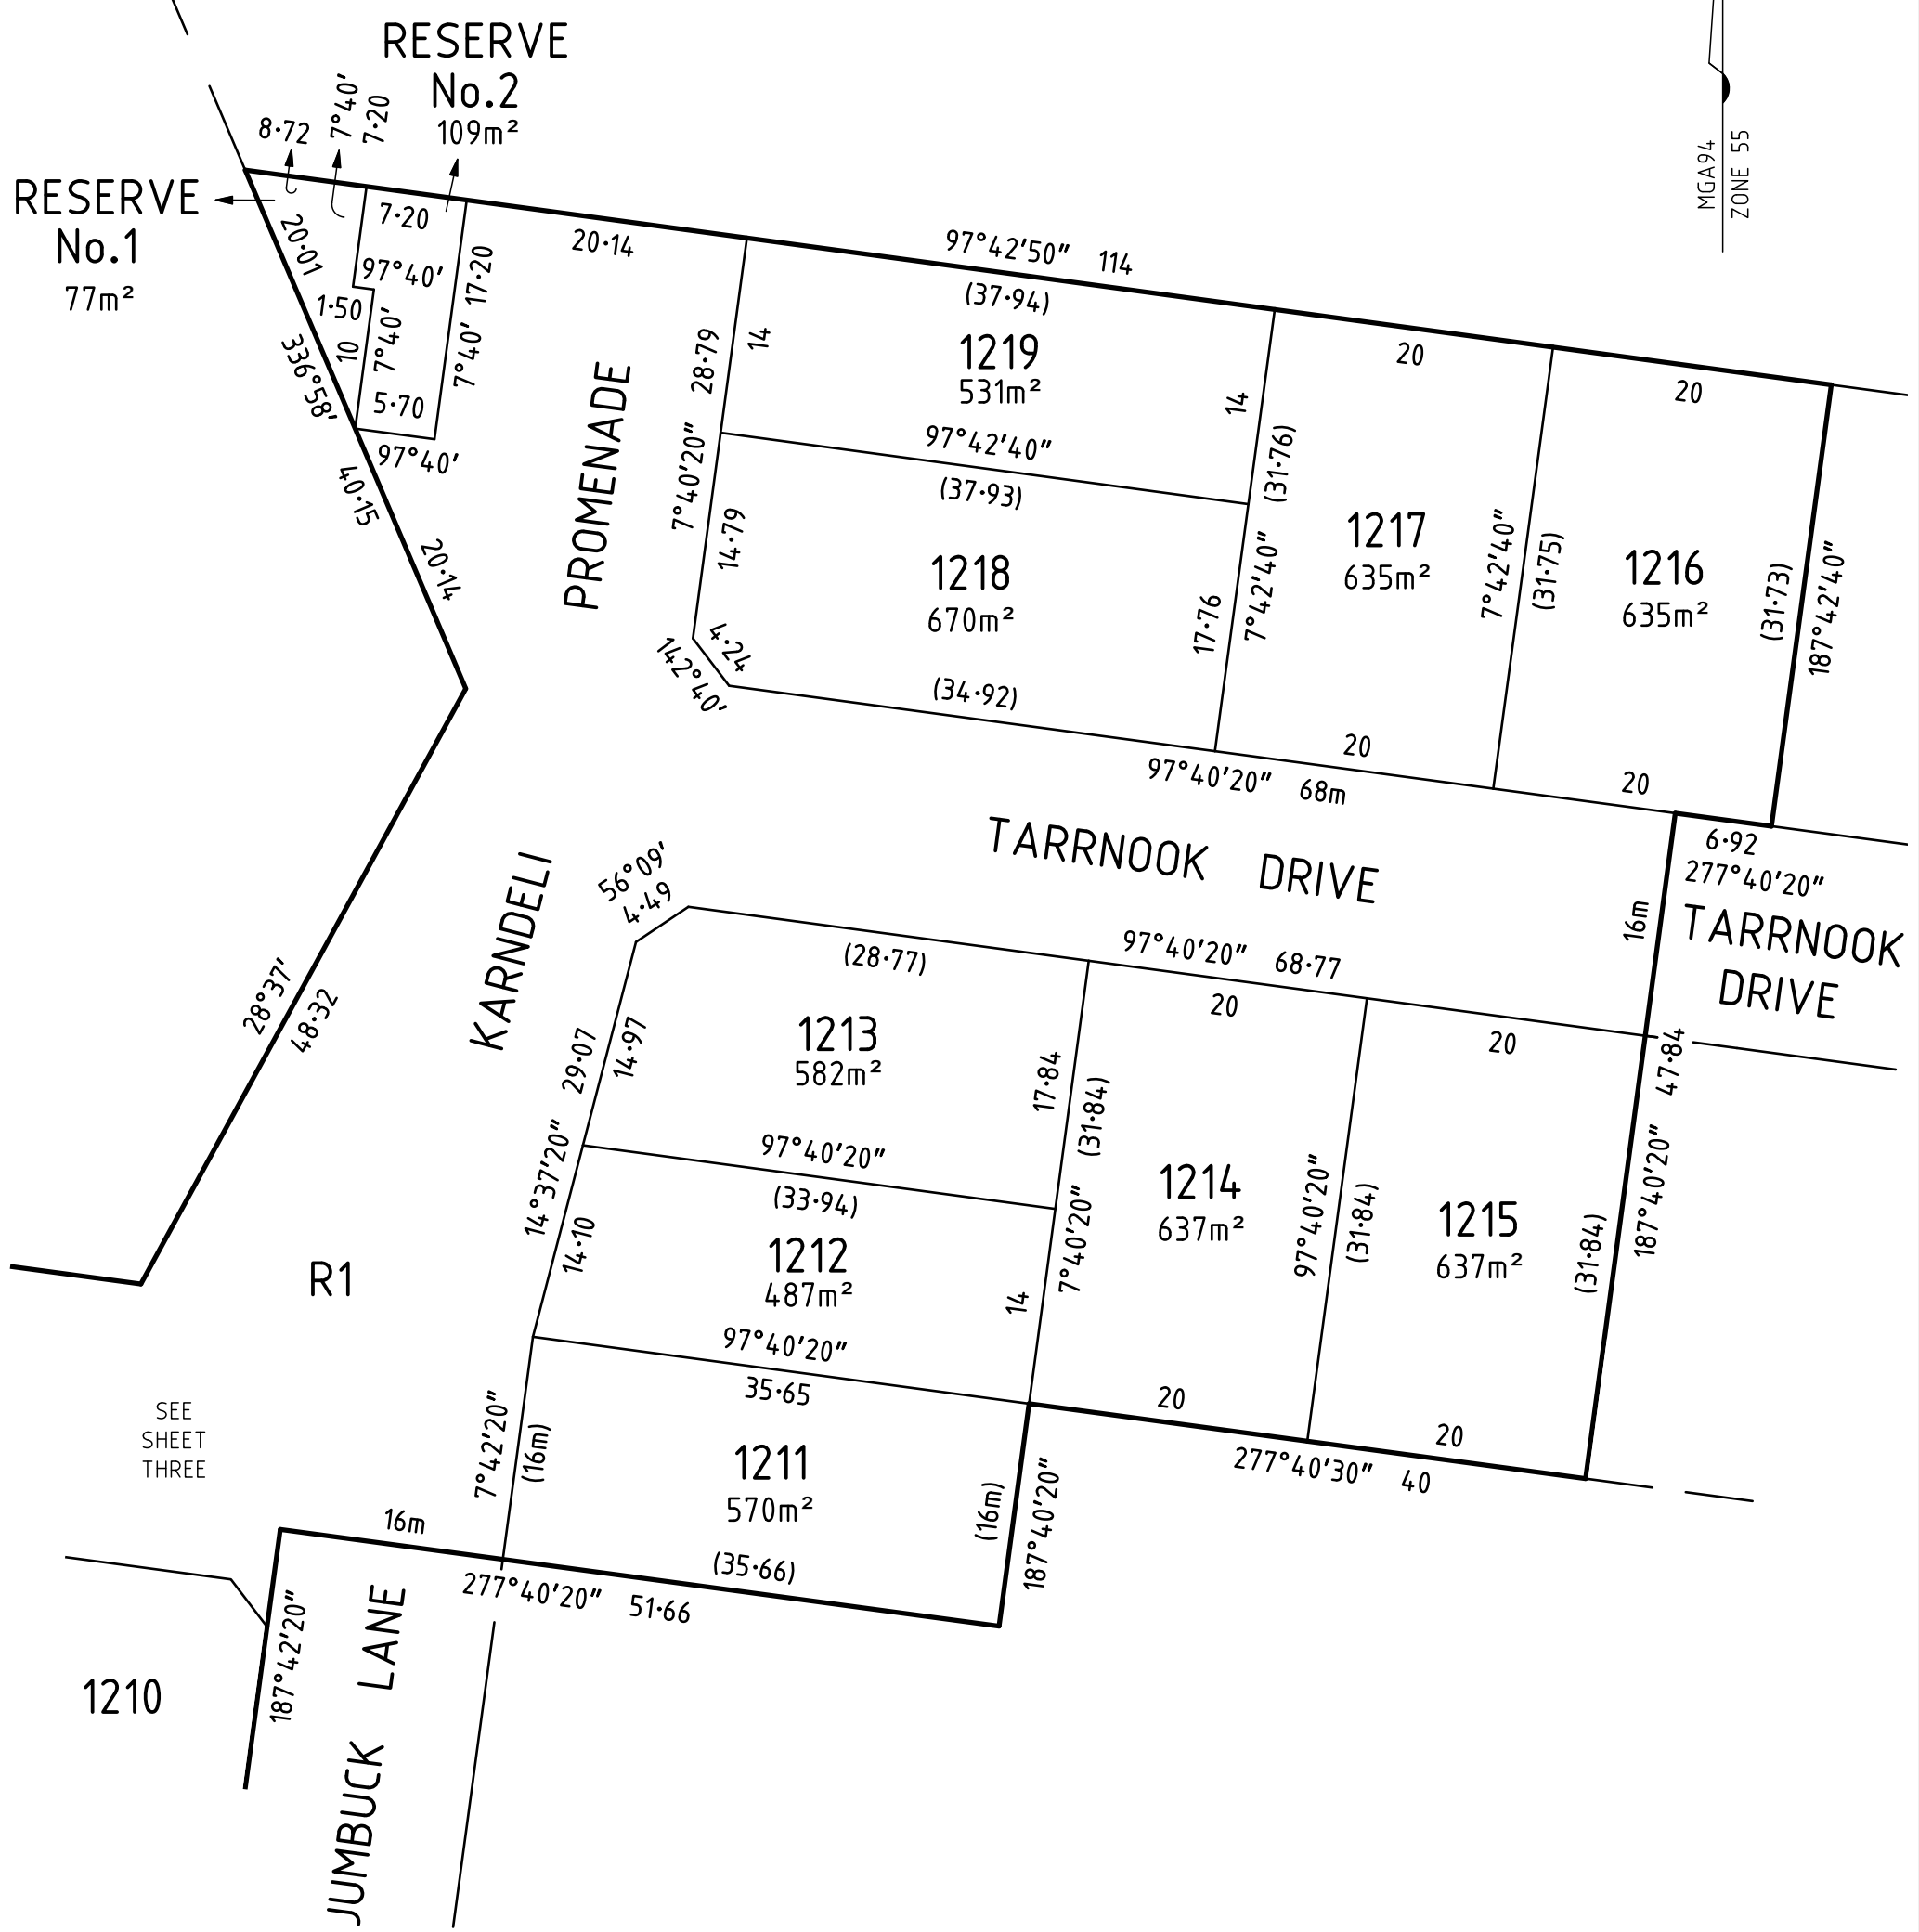 RESERVE
No.2
109m²
8·72
7°40'
7·20
RESERVE
No.1
77m²
MGA94
ZONE 55
20·01
7·20
97°40'
17·20
1·50
10
7°40'
7°40'
5·70
97°40'
336°58'
40·15
20·14
20·14
97°42'50" 114
(37·94)
1219
531m²
14
28·79
7°40'20"
14
97°42'40"
(37·93)
14·79
1218
670m²
17·76
4·24
142°40'
(34·92)
20
(31·76)
7°42'40"
1217
635m²
20
20
7°42'40"
(31·75)
1216
635m²
(31·73)
187°42'40"
20
97°40'20" 68m
6·92
277°40'20"
TARRNOOK DRIVE
TARRNOOK
DRIVE
16m
KARNDELI PROMENADE
56°09'
4·49
28°37'
48·32
(28·77)
97°40'20" 68·77
1213
582m²
14·97
29·07
14°37'20"
17·84
97°40'20"
(33·94)
14·10
1212
487m²
14
97°40'20"
35·65
20
(31·84)
7°40'20"
1214
637m²
20
20
97°40'20"
(31·84)
1215
637m²
(31·84)
187°40'20" 47·84
20
277°40'30" 40
R1
SEE
SHEET
THREE
7°42'20"
(16m)
1211
570m²
(16m)
187°40'20"
16m
(35·66)
277°40'20" 51·66
187°42'20"
1210
JUMBUCK LANE